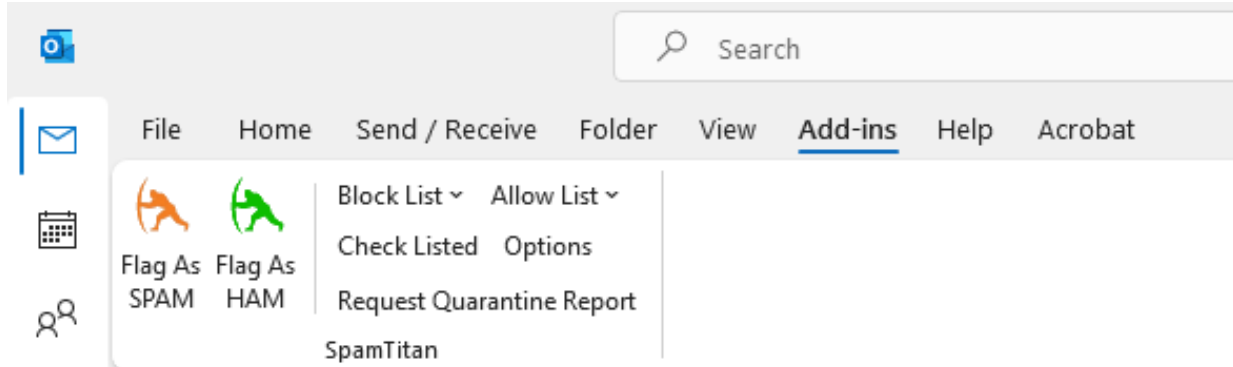 Search
File Home Send / Receive Folder View Add-ins Help Acrobat
Block List Allow List
Check Listed Options
Flag As Flag As
SPAM HAM
Request Quarantine Report
SpamTitan